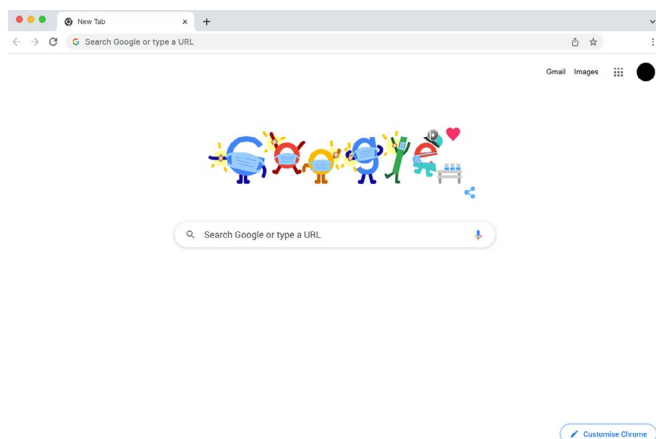 New Tab
Search Google or type a URL
Gmail Images
Google
Search Google or type a URL
Customise Chrome